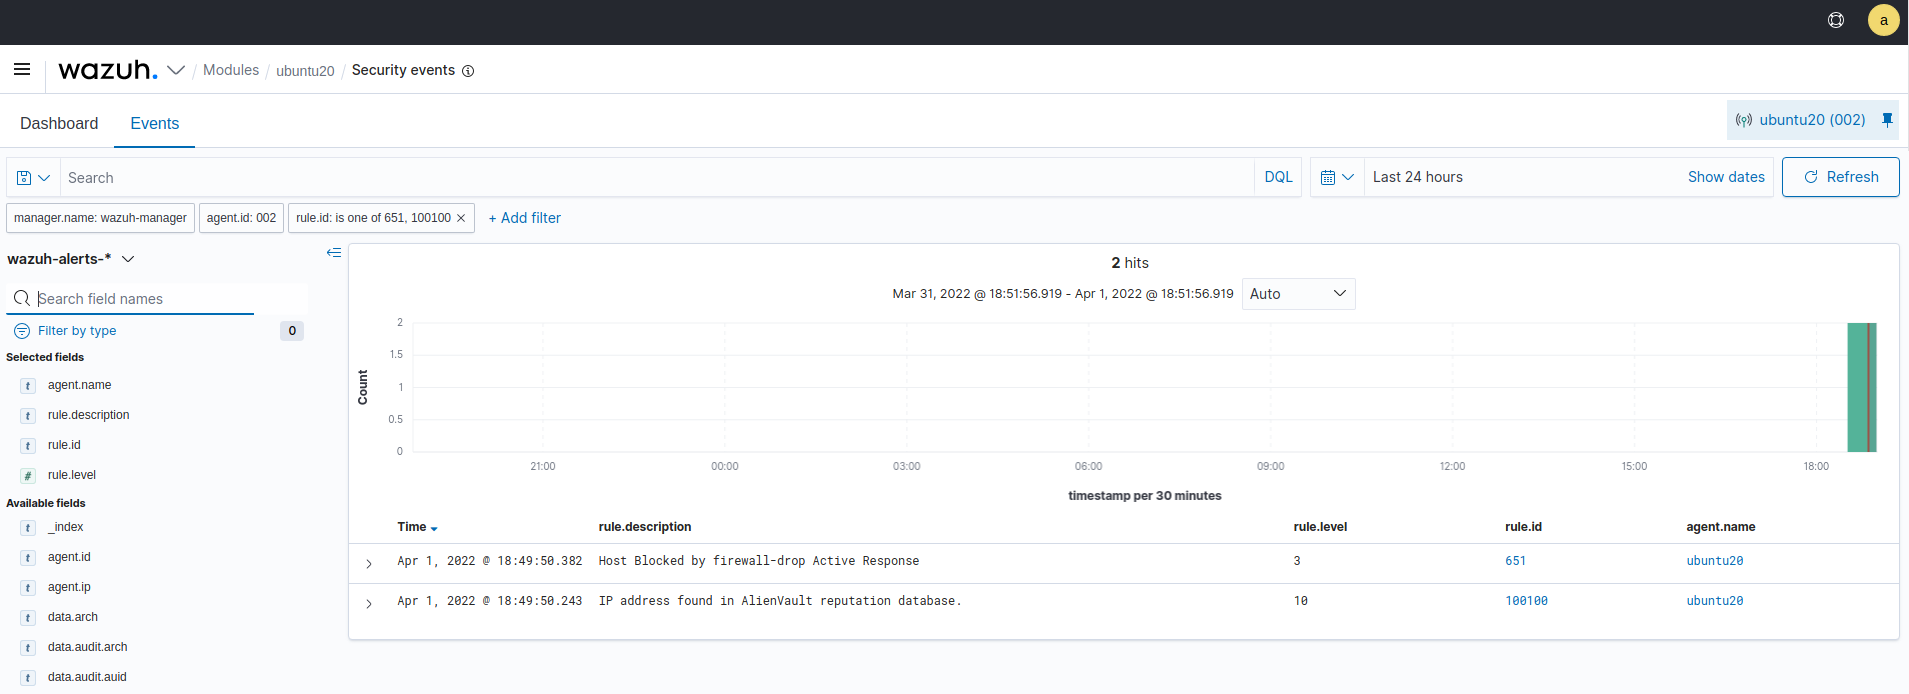 a
wazuh. / Modules / ubuntu20 / Security events
Dashboard Events ubuntu20 (002)
Search DQL Last 24 hours Show dates Refresh
manager.name: wazuh-manager agent.id: 002 rule.id: is one of 651, 100100 × + Add filter
wazuh-alerts-*
Search field names
Filter by type 0
Selected fields
t agent.name
t rule.description
t rule.id
# rule.level
Available fields
t _index
t agent.id
t agent.ip
t data.arch
t data.audit.arch
t data.audit.auid
2 hits
Mar 31, 2022 @ 18:51:56.919 - Apr 1, 2022 @ 18:51:56.919 Auto
2
1.5
1
0.5
0
Count
21:00 00:00 03:00 06:00 09:00 12:00 15:00 18:00
timestamp per 30 minutes
Time rule.description rule.level rule.id agent.name
Apr 1, 2022 @ 18:49:50.382 Host Blocked by firewall-drop Active Response 3 651 ubuntu20
Apr 1, 2022 @ 18:49:50.243 IP address found in AlienVault reputation database. 10 100100 ubuntu20